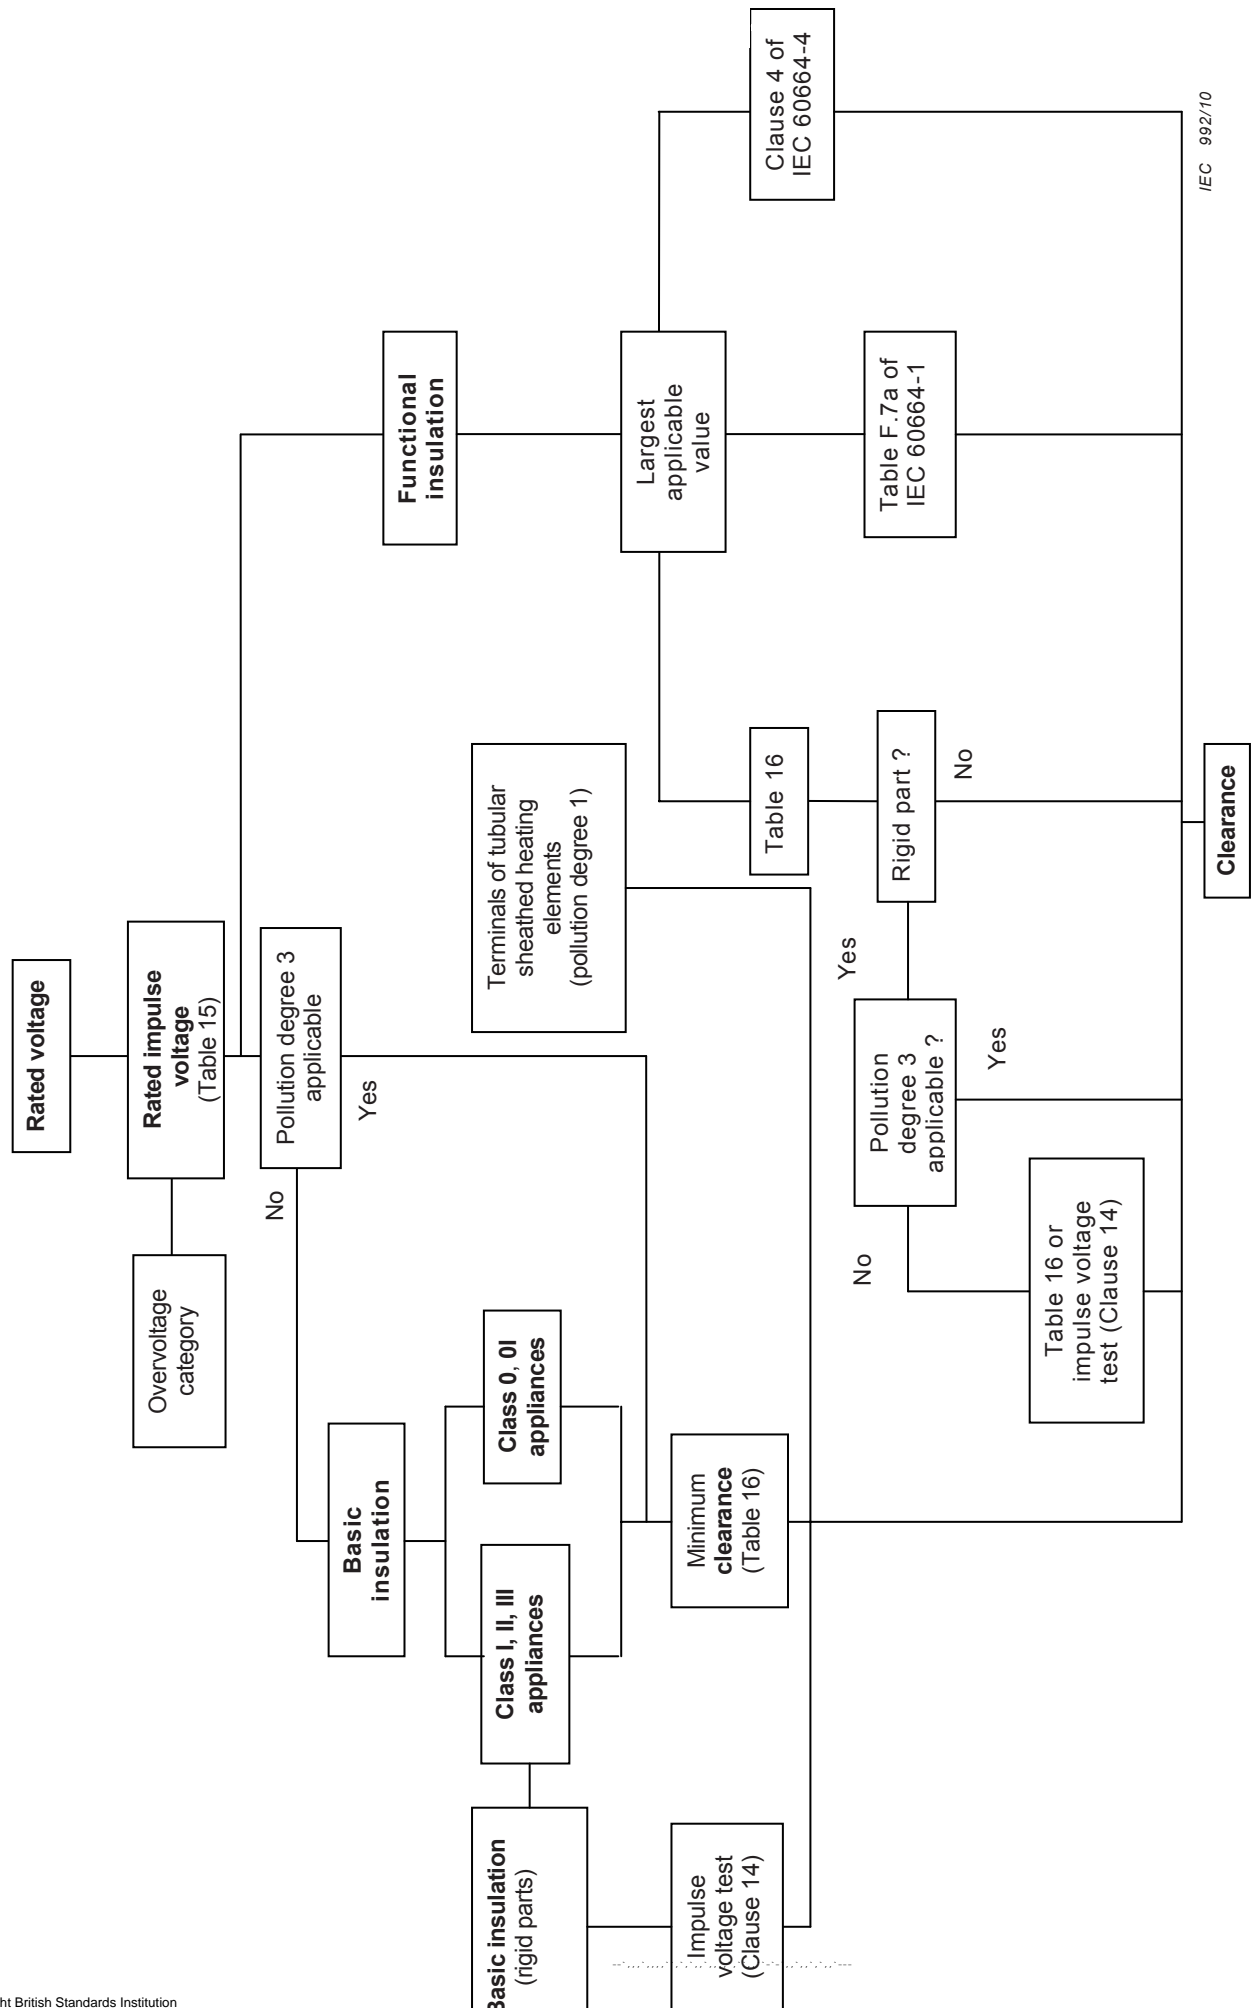 Rated voltage
Overvoltage
category
Rated impulse
voltage
(Table 15)
Pollution degree 3
applicable
No
Yes
Basic
insulation
Functional
insulation
Basic insulation
(rigid parts)
Class I, II, III
appliances
Class 0, 0I
appliances
Terminals of tubular
sheathed heating
elements
(pollution degree 1)
Largest
applicable
value
Impulse
voltage test
(Clause 14)
Minimum
clearance
(Table 16)
Table 16
Clause 4 of
IEC 60664-4
Rigid part ?
Yes
No
Table F.7a of
IEC 60664-1
Pollution
degree 3
applicable ?
No
Yes
Table 16 or
impulse voltage
test (Clause 14)
Clearance
IEC 992/10
ht British Standards Institution